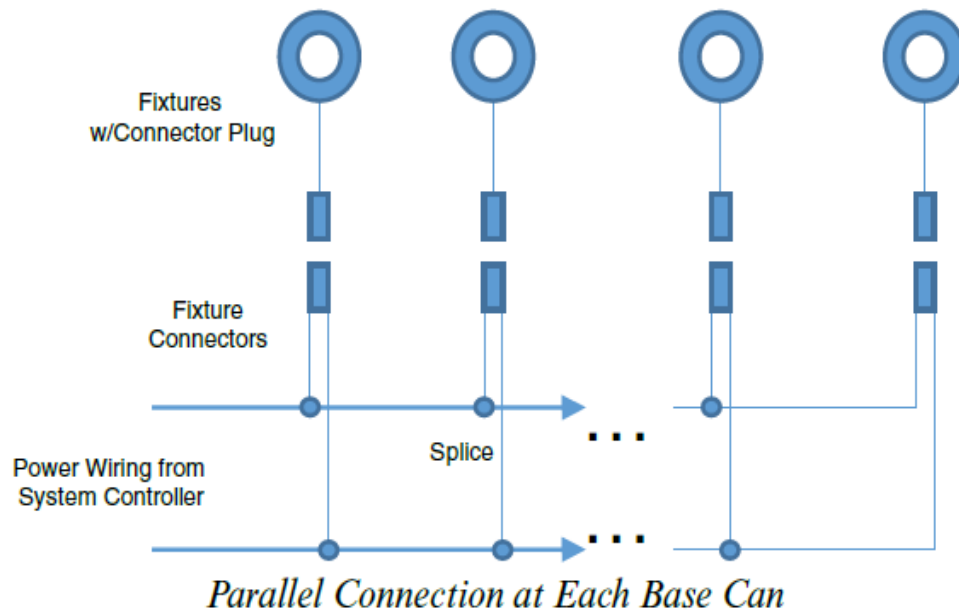 Fixtures
w/Connector Plug
Fixture
Connectors
. . .
Splice
Power Wiring from
System Controller
. . .
Parallel Connection at Each Base Can